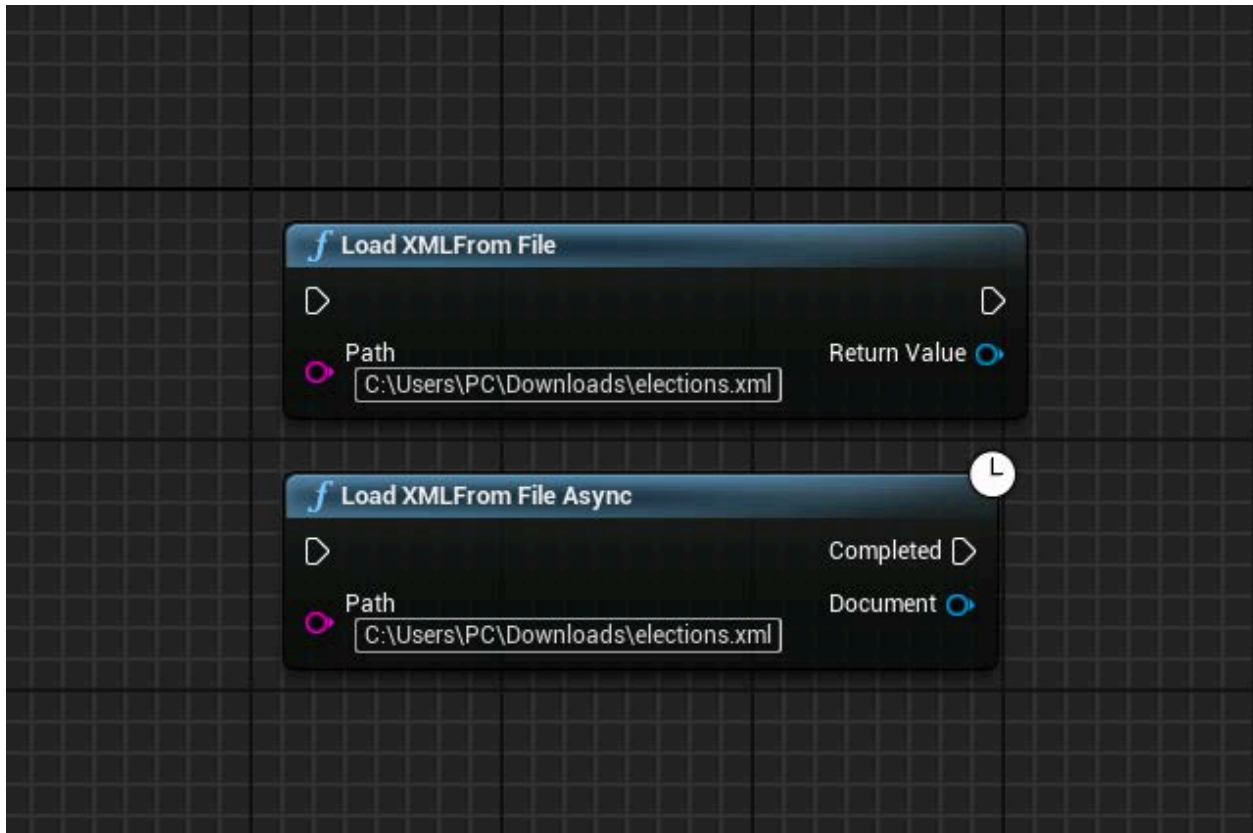 Load XMLFrom File
Path
Return Value
C:\Users\PC\Downloads\elections.xml
Load XMLFrom File Async
Completed
Path
Document
C:\Users\PC\Downloads\elections.xml